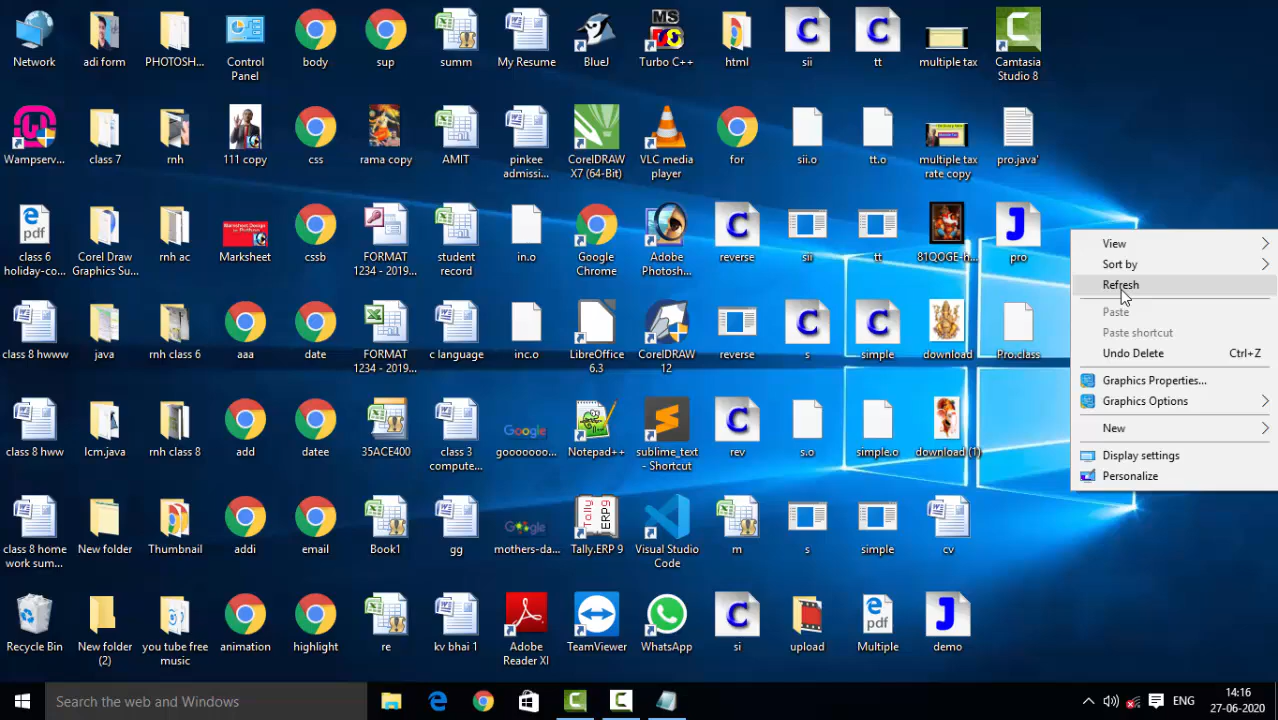 Network
adi form
PHOTOSH...
Control
Panel
body
sup
summ
My Resume
BlueJ
MS
Turbo C++
html
sii
tt
multiple tax
Camtasia
Studio 8
Wampserv...
class 7
rnh
111 copy
css
rama copy
AMIT
pinkee
admissi...
CorelDRAW
X7 (64-Bit)
VLC media
player
for
sii.o
tt.o
multiple tax
rate copy
pro.java'
pdf
class 6
holiday-co...
Corel Draw
Graphics Su...
rnh ac
Marksheet
cssb
FORMAT
1234 - 2019...
student
record
in.o
Google
Chrome
Adobe
Photosh...
reverse
sii
tt
81QOGE-h...
pro
class 8 hwww
java
rnh class 6
aaa
date
FORMAT
1234 - 2019...
c language
inc.o
LibreOffice
6.3
CorelDRAW
12
reverse
s
simple
download
Pro.class
class 8 hww
lcm.java
rnh class 8
add
datee
35ACE400
class 3
compute...
Google
gooooooo...
Notepad++
sublime_text
- Shortcut
rev
s.o
simple.o
download (1)
class 8 home
work sum...
New folder
Thumbnail
addi
email
Book1
gg
mothers-da...
Tally
ERP9
Tally.ERP 9
Visual Studio
Code
m
s
simple
cv
Recycle Bin
New folder
(2)
you tube free
music
animation
highlight
re
kv bhai 1
Adobe
Reader XI
TeamViewer
WhatsApp
si
upload
pdf
Multiple
demo
View
Sort by
Refresh
Paste
Paste shortcut
Undo Delete Ctrl+Z
Graphics Properties...
Graphics Options
New
Display settings
Personalize
Search the web and Windows
ENG
14:16
27-06-2020